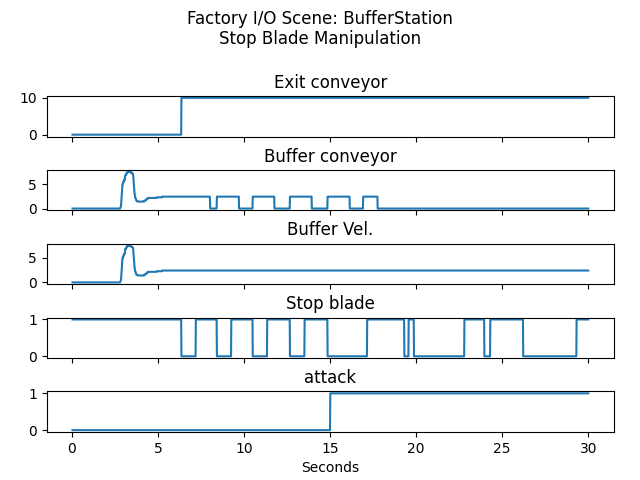 Factory I/O Scene: BufferStation
Stop Blade Manipulation
Exit conveyor
10
0
Buffer conveyor
5
0
Buffer Vel.
5
0
Stop blade
1
0
attack
1
0
0 5 10 15 20 25 30
Seconds